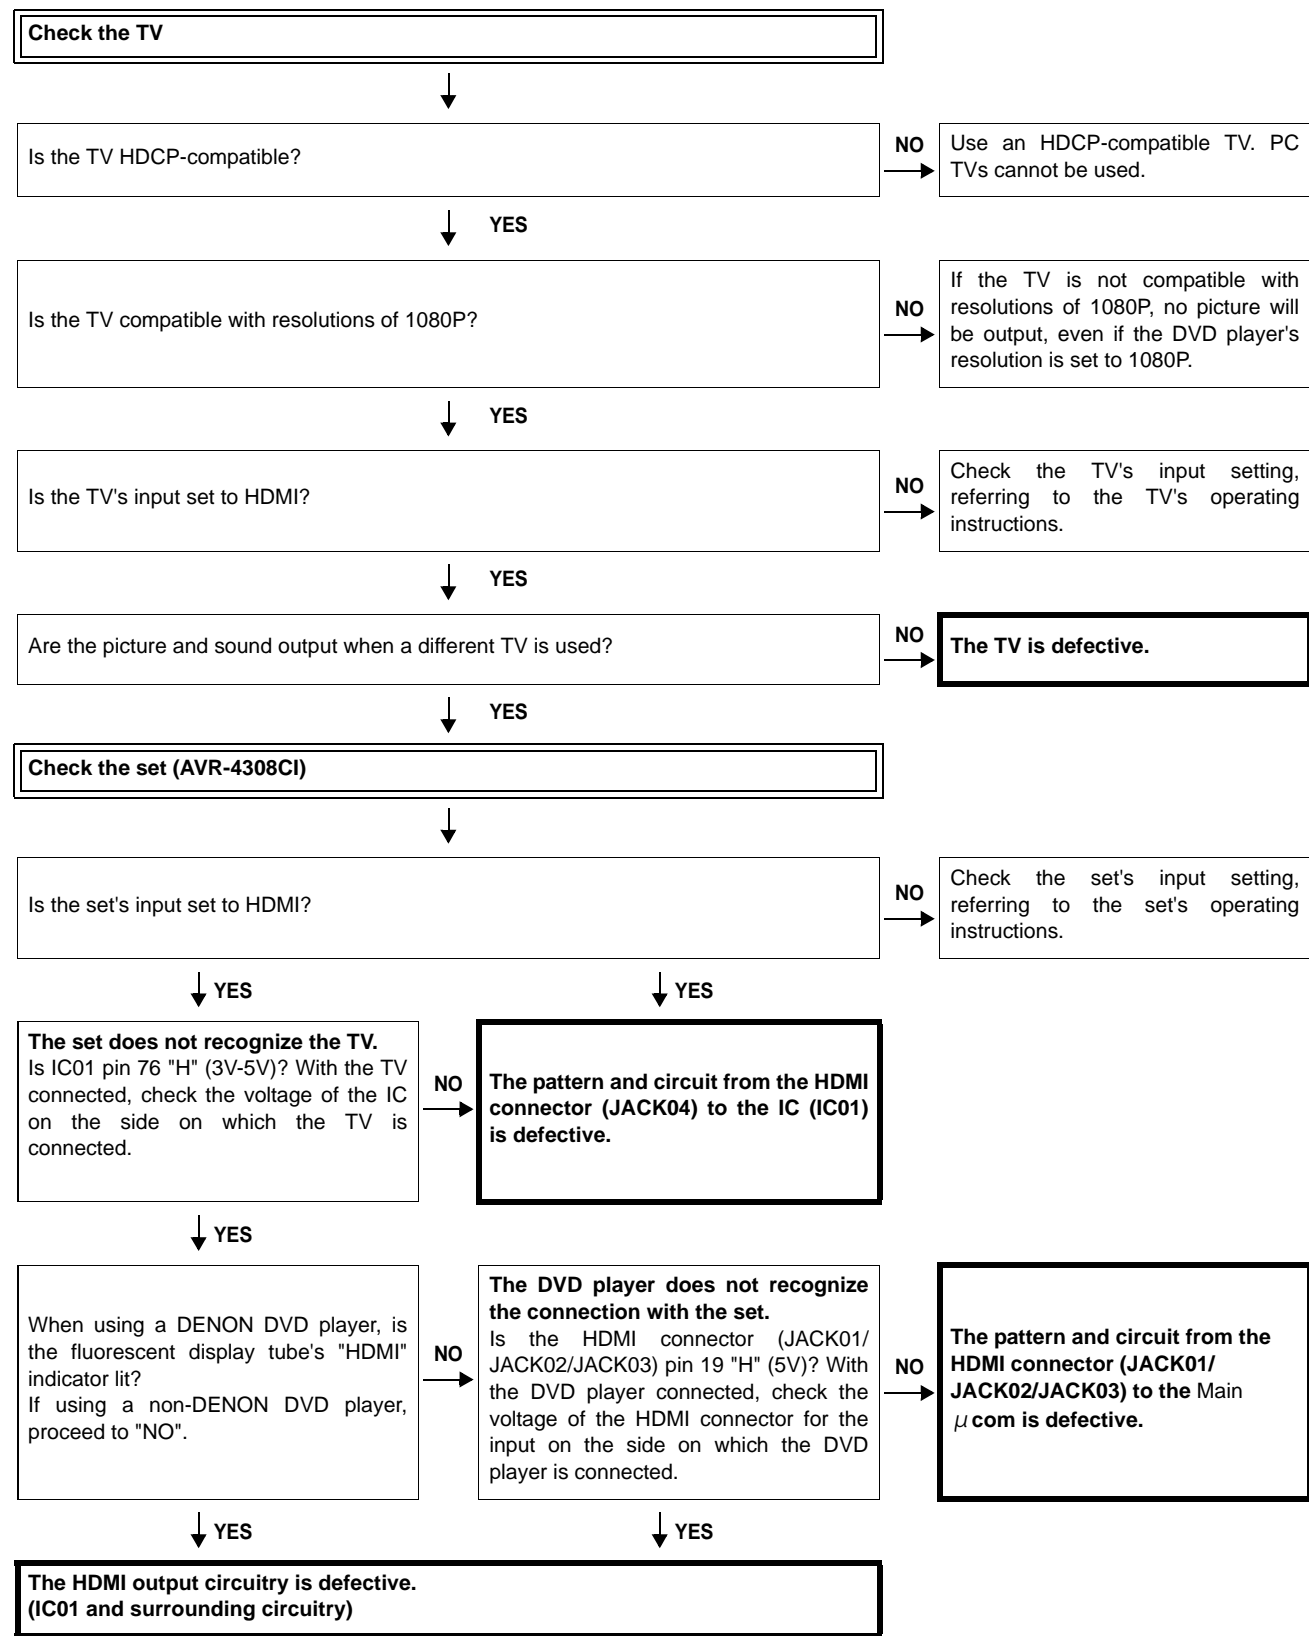 Check the TV
Is the TV HDCP-compatible?
NO
Use an HDCP-compatible TV. PC
TVs cannot be used.
YES
Is the TV compatible with resolutions of 1080P?
NO
If the TV is not compatible with
resolutions of 1080P, no picture will
be output, even if the DVD player's
resolution is set to 1080P.
YES
Is the TV's input set to HDMI?
NO
Check the TV's input setting,
referring to the TV's operating
instructions.
YES
Are the picture and sound output when a different TV is used?
NO
The TV is defective.
YES
Check the set (AVR-4308CI)
Is the set's input set to HDMI?
NO
Check the set's input setting,
referring to the set's operating
instructions.
YES
YES
The set does not recognize the TV.
Is IC01 pin 76 "H" (3V-5V)? With the TV
connected, check the voltage of the IC
on the side on which the TV is
connected.
NO
The pattern and circuit from the HDMI
connector (JACK04) to the IC (IC01)
is defective.
YES
When using a DENON DVD player, is
the fluorescent display tube's "HDMI"
indicator lit?
If using a non-DENON DVD player,
proceed to "NO".
NO
The DVD player does not recognize
the connection with the set.
Is the HDMI connector (JACK01/
JACK02/JACK03) pin 19 "H" (5V)? With
the DVD player connected, check the
voltage of the HDMI connector for the
input on the side on which the DVD
player is connected.
NO
The pattern and circuit from the
HDMI connector (JACK01/
JACK02/JACK03) to the Main
μcom is defective.
YES
YES
The HDMI output circuitry is defective.
(IC01 and surrounding circuitry)